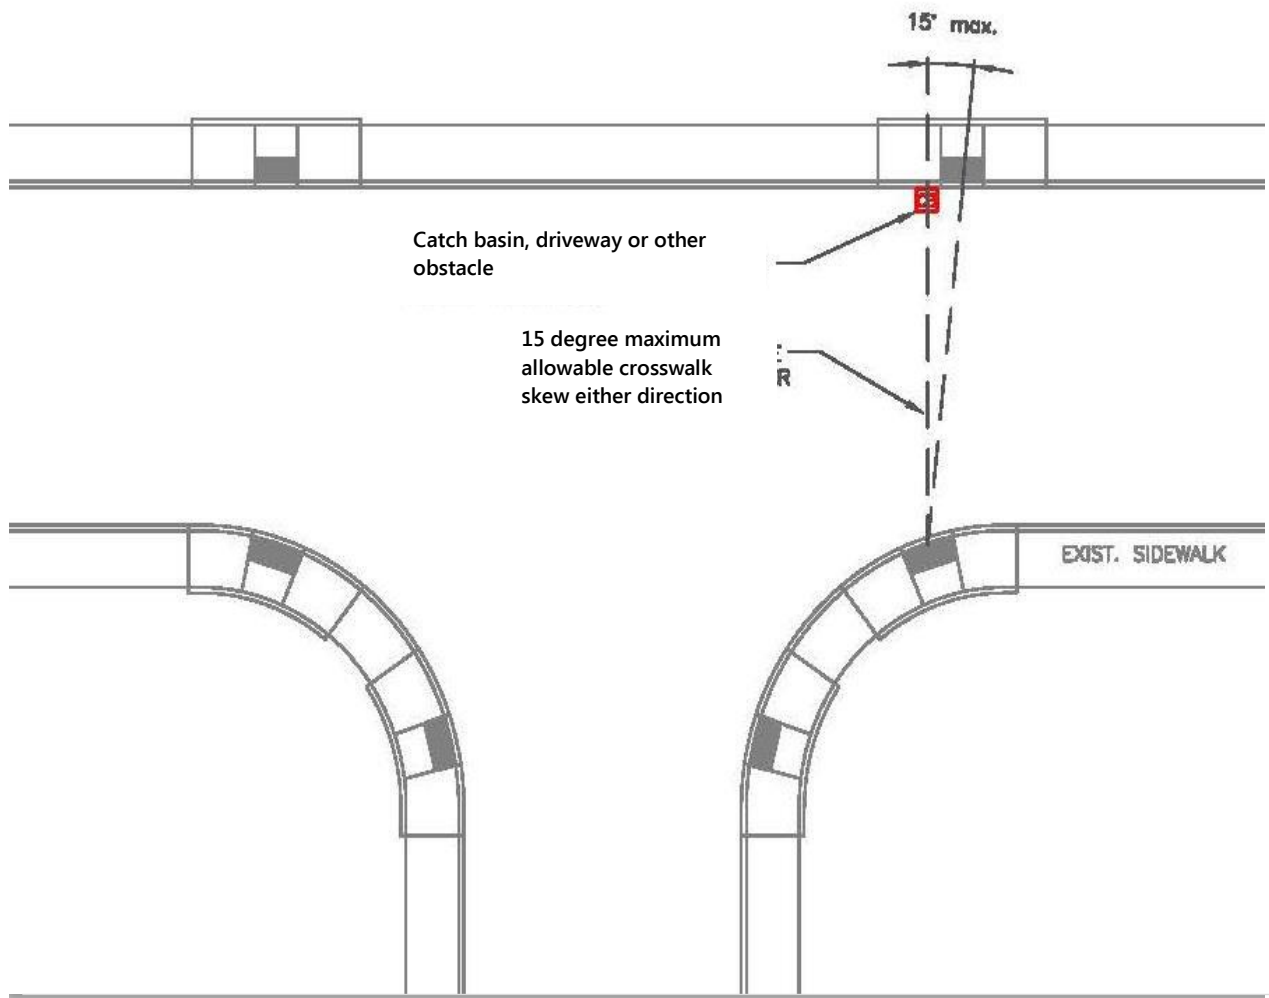 15° max.
Catch basin, driveway or other
obstacle
15 degree maximum
allowable crosswalk
skew either direction
R
EXIST. SIDEWALK